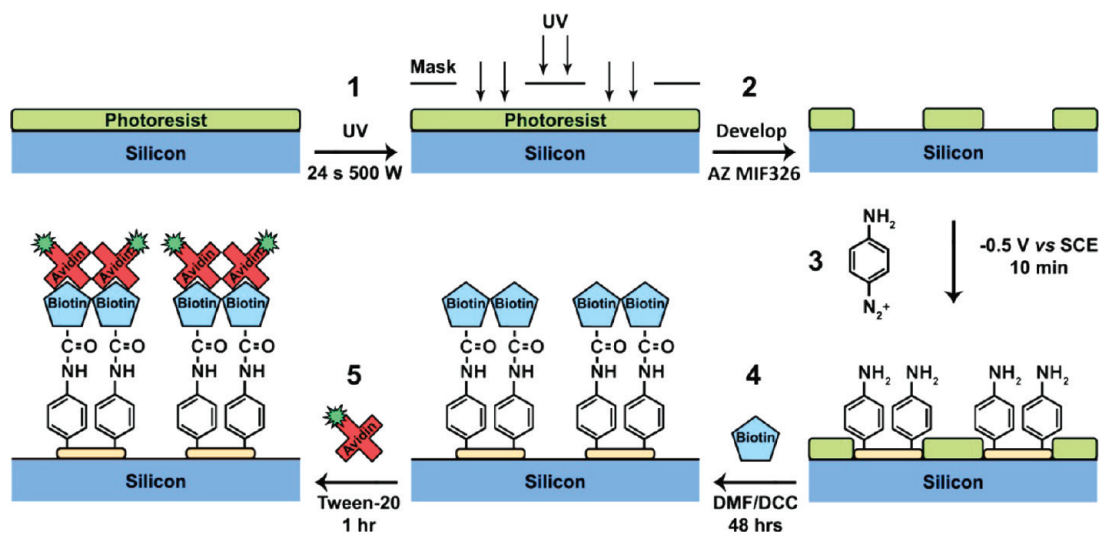 UV
Mask
1
2
Photoresist
UV
Photoresist
Develop
Silicon
24 s 500 W
Silicon
AZ MIF326
Silicon
NH₂
3
N₂⁺
-0.5 V vs SCE
10 min
Avidin Avidin Avidin Avidin
Biotin Biotin Biotin Biotin
C=O C=O C=O C=O
NH NH NH NH
5
Avidin
Silicon
Tween-20
1 hr
Biotin Biotin Biotin Biotin
C=O C=O C=O C=O
NH NH NH NH
Silicon
4
Biotin
DMF/DCC
48 hrs
NH₂ NH₂ NH₂ NH₂
Silicon